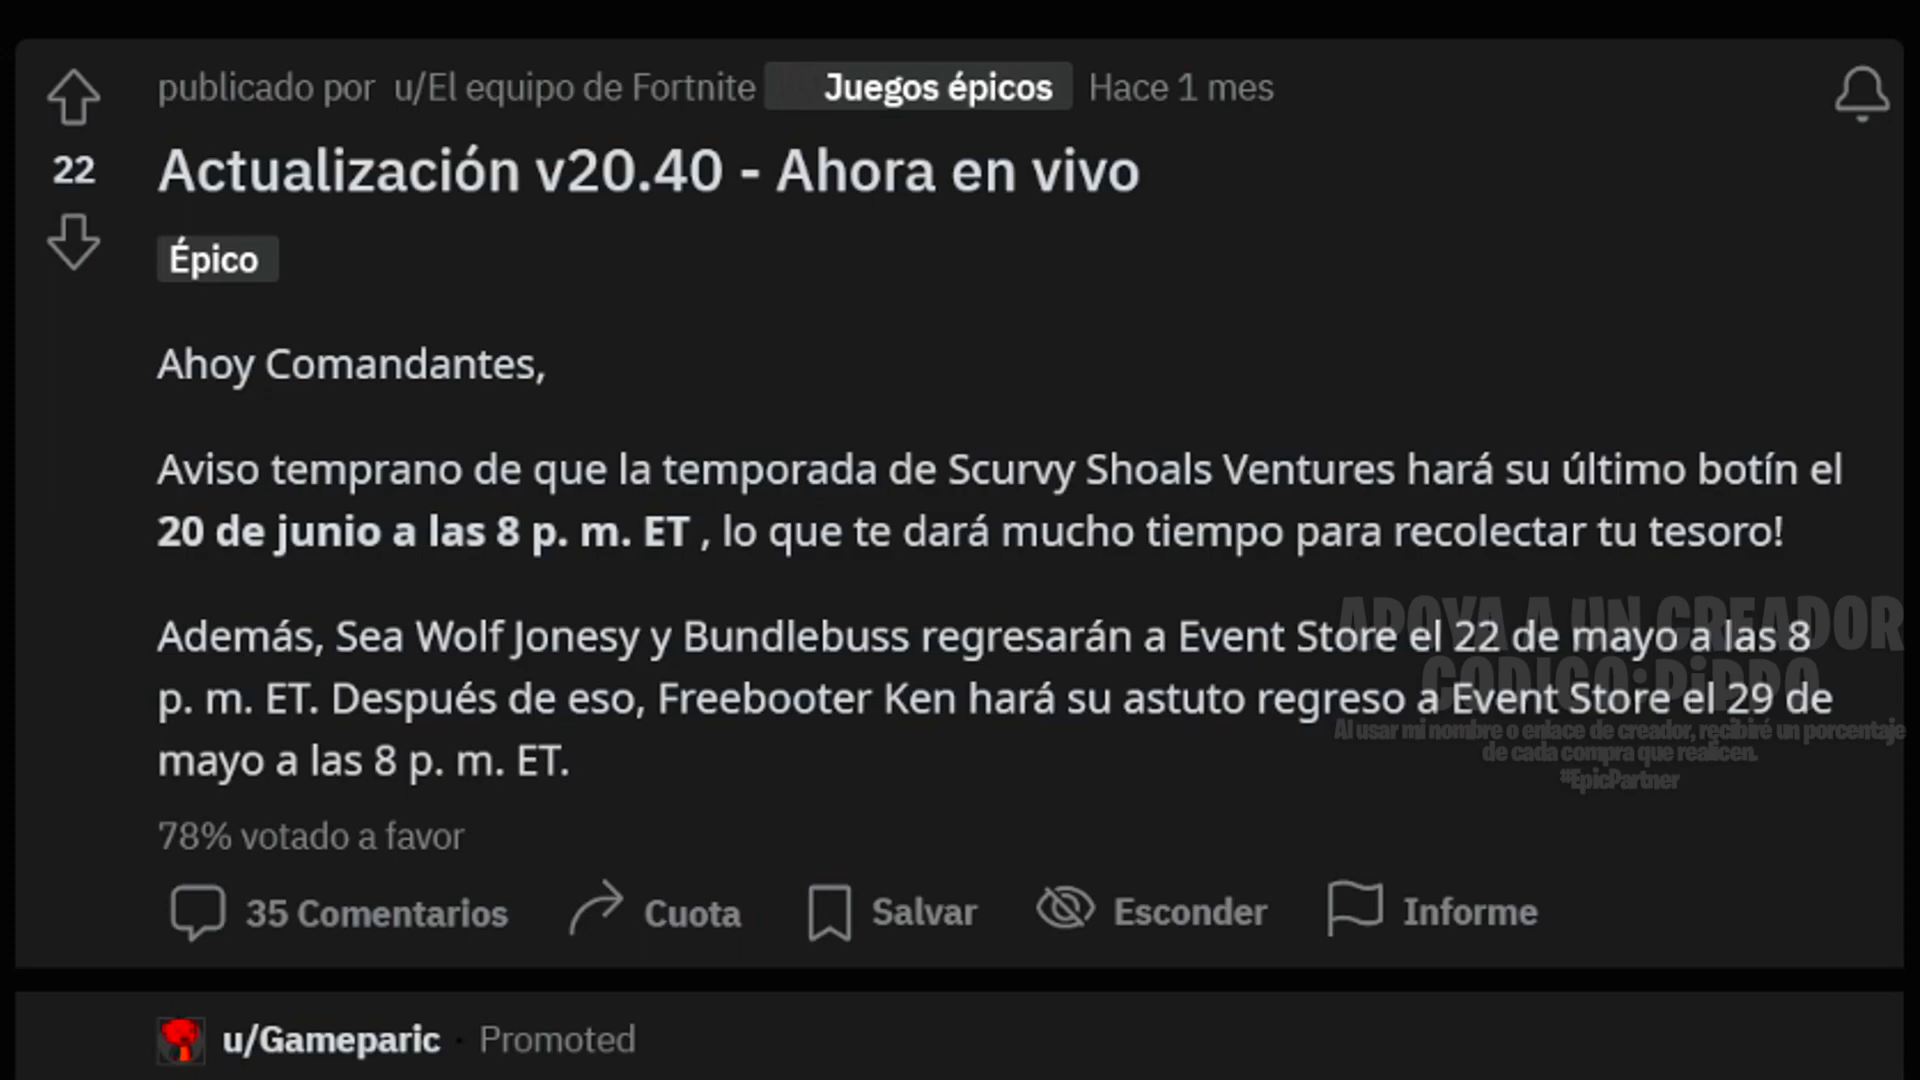 publicado por u/El equipo de Fortnite Juegos épicos Hace 1 mes
22
Actualización v20.40 - Ahora en vivo
Épico
Ahoy Comandantes,
Aviso temprano de que la temporada de Scurvy Shoals Ventures hará su último botín el
20 de junio a las 8 p. m. ET , lo que te dará mucho tiempo para recolectar tu tesoro!
Además, Sea Wolf Jonesy y Bundlebuss regresarán a Event Store el 22 de mayo a las 8
p. m. ET. Después de eso, Freebooter Ken hará su astuto regreso a Event Store el 29 de
mayo a las 8 p. m. ET.
APOYA A UN CREADOR
CODIGO:PiPPO
Al usar mi nombre o enlace de creador, recibiré un porcentaje
de cada compra que realicen.
#EpicPartner
78% votado a favor
35 Comentarios Cuota Salvar Esconder Informe
u/Gameparic · Promoted